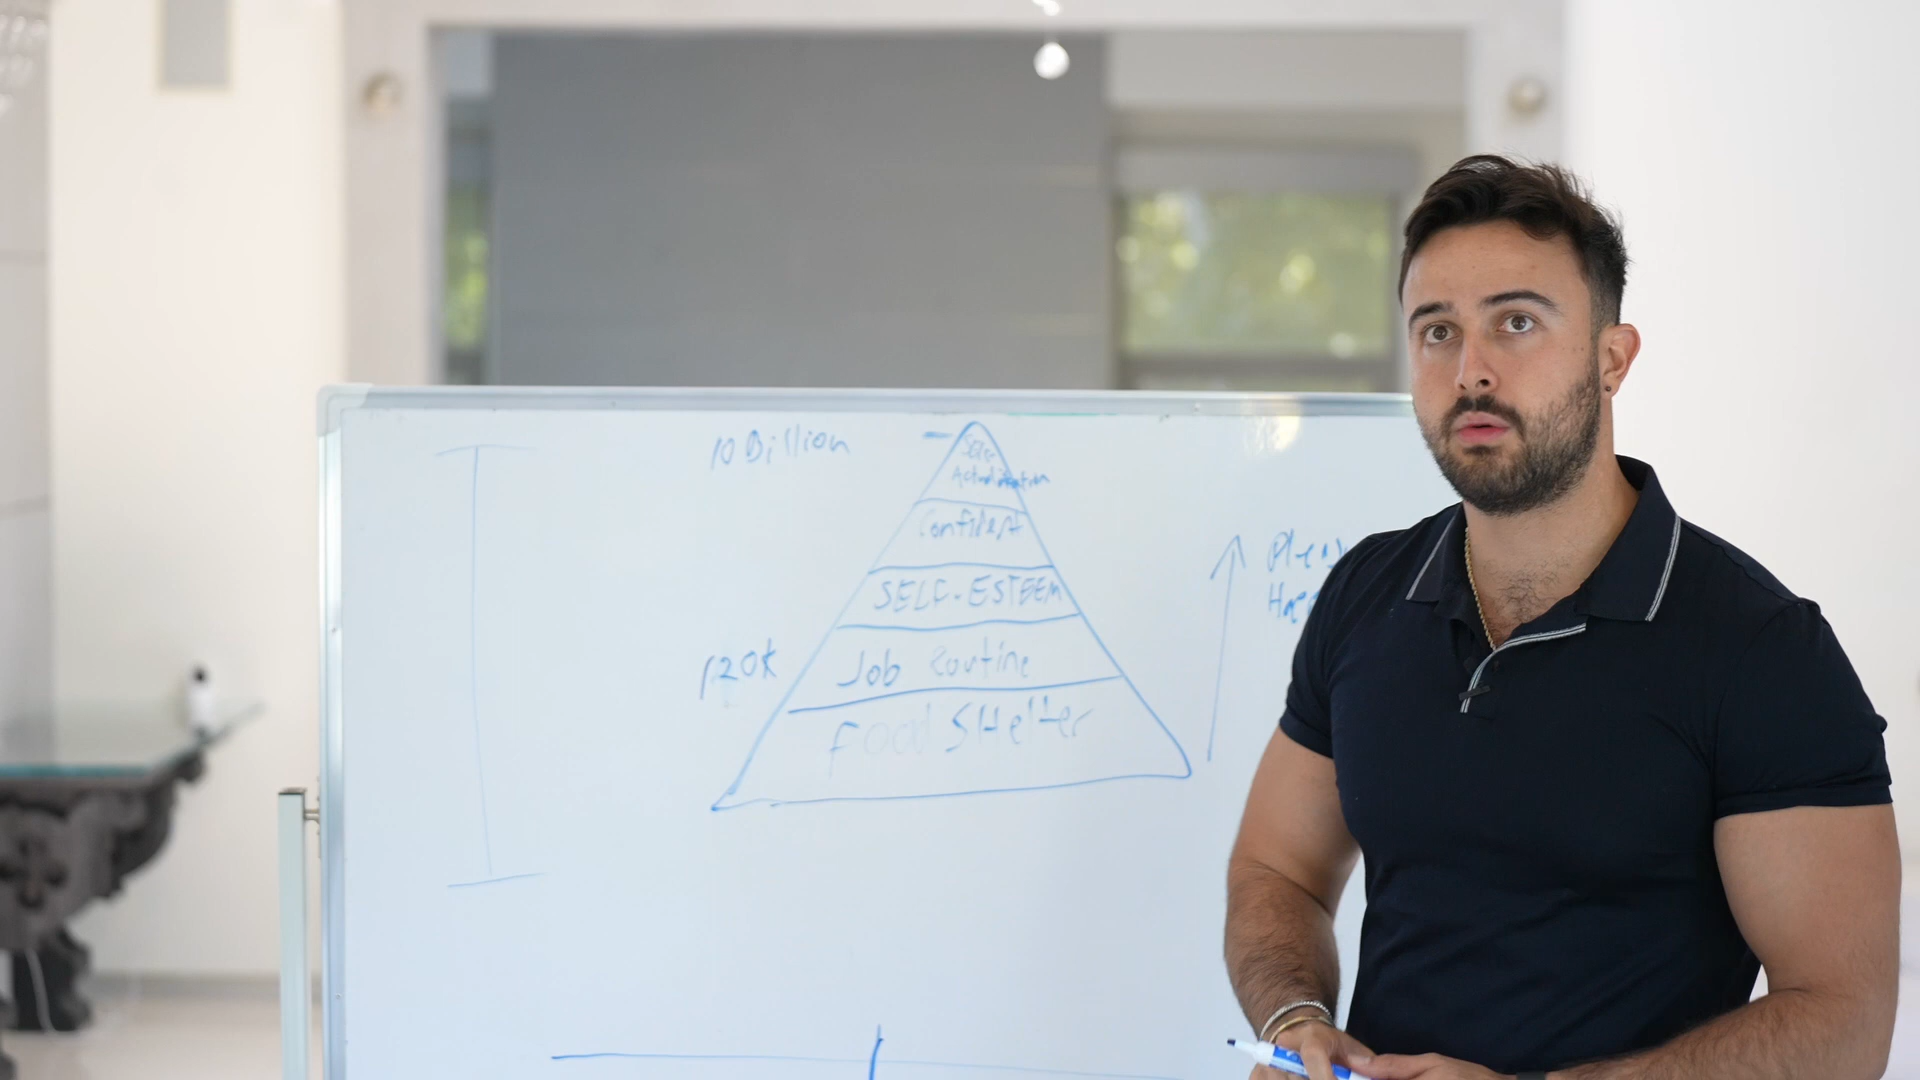 10 Billion
Self-
Actualization
Confident
SELF-ESTEEM
120k
Job Routine
Food SHelter